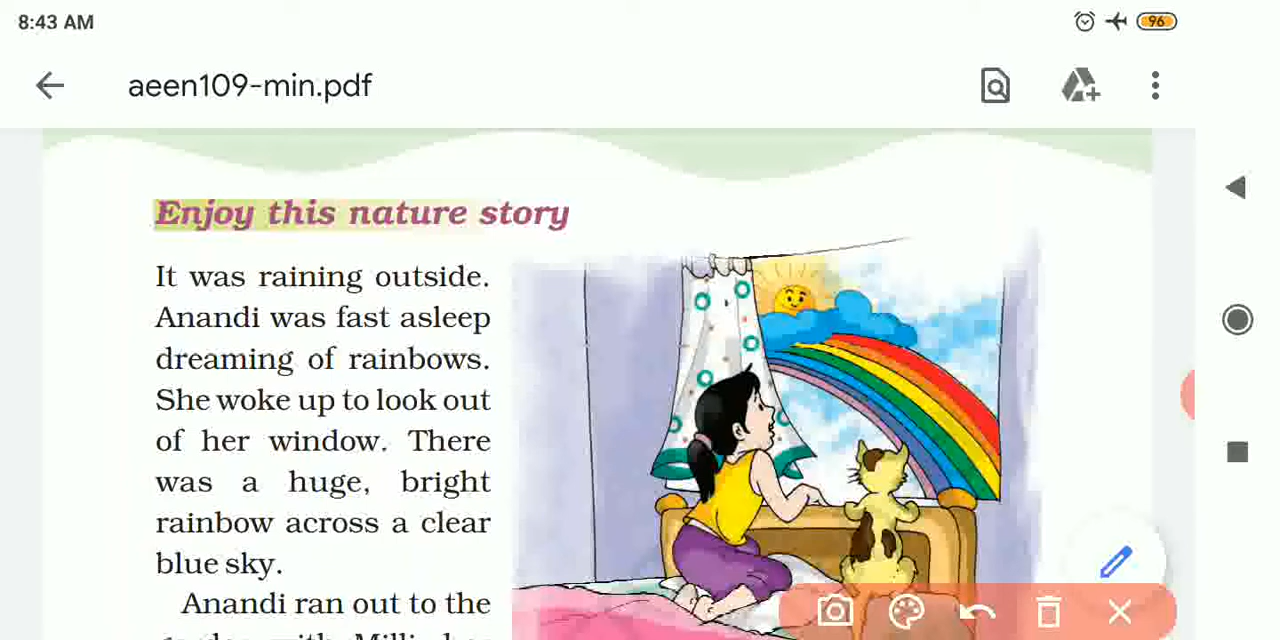 8:43 AM
96
aeen109-min.pdf
Enjoy this nature story
It was raining outside.
Anandi was fast asleep
dreaming of rainbows.
She woke up to look out
of her window. There
was a huge, bright
rainbow across a clear
blue sky.
Anandi ran out to the